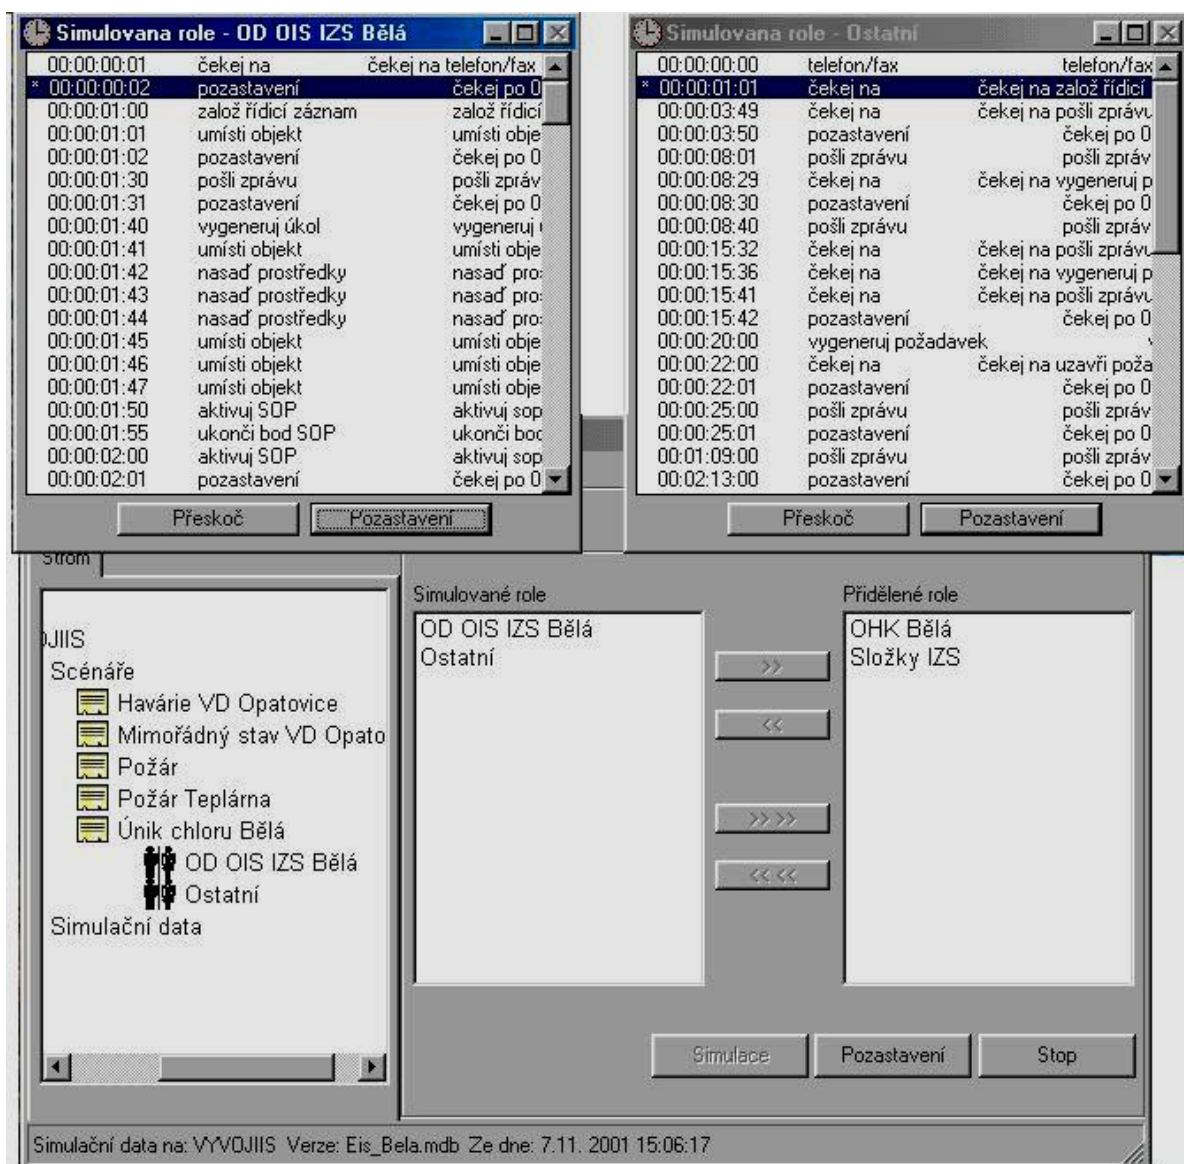 Simulovana role - OD OIS IZS Bělá
00:00:00:01 čekej na čekej na telefon/fax
* 00:00:00:02 pozastavení čekej po 0
00:00:01:00 založ řídicí záznam založ řídicí
00:00:01:01 umísti objekt umísti obje
00:00:01:02 pozastavení čekej po 0
00:00:01:30 pošli zprávu pošli zpráv
00:00:01:31 pozastavení čekej po 0
00:00:01:40 vygeneruj úkol vygeneruj
00:00:01:41 umísti objekt umísti obje
00:00:01:42 nasaď prostředky nasaď pro
00:00:01:43 nasaď prostředky nasaď pro
00:00:01:44 nasaď prostředky nasaď pro
00:00:01:45 umísti objekt umísti obje
00:00:01:46 umísti objekt umísti obje
00:00:01:47 umísti objekt umísti obje
00:00:01:50 aktivuj SOP aktivuj sop
00:00:01:55 ukonči bod SOP ukonči boc
00:00:02:00 aktivuj SOP aktivuj sop
00:00:02:01 pozastavení čekej po 0
Přeskoč Pozastavení
Simulovana role - Ostatní
00:00:00:00 telefon/fax telefon/fax
* 00:00:01:01 čekej na čekej na založ řídicí
00:00:03:49 čekej na čekej na pošli zprávu
00:00:03:50 pozastavení čekej po 0
00:00:08:01 pošli zprávu pošli zpráv
00:00:08:29 čekej na čekej na vygeneruj p
00:00:08:30 pozastavení čekej po 0
00:00:08:40 pošli zprávu pošli zpráv
00:00:15:32 čekej na čekej na pošli zprávu
00:00:15:36 čekej na čekej na vygeneruj p
00:00:15:41 čekej na čekej na pošli zprávu
00:00:15:42 pozastavení čekej po 0
00:00:20:00 vygeneruj požadavek
00:00:22:00 čekej na čekej na uzavři poža
00:00:22:01 pozastavení čekej po 0
00:00:25:00 pošli zprávu pošli zpráv
00:00:25:01 pozastavení čekej po 0
00:01:09:00 pošli zprávu pošli zpráv
00:02:13:00 pozastavení čekej po 0
Přeskoč Pozastavení
Strom
OJIIS
Scénáře
Havárie VD Opatovice
Mimořádný stav VD Opato
Požár
Požár Teplárna
Únik chloru Bělá
OD OIS IZS Bělá
Ostatní
Simulační data
Simulované role
OD OIS IZS Bělá
Ostatní
>>
<<
>> >>
<< <<
Přidělené role
OHK Bělá
Složky IZS
Simulace Pozastavení Stop
Simulační data na: VYVOJIIS Verze: Eis_Bela.mdb Ze dne: 7.11. 2001 15:06:17